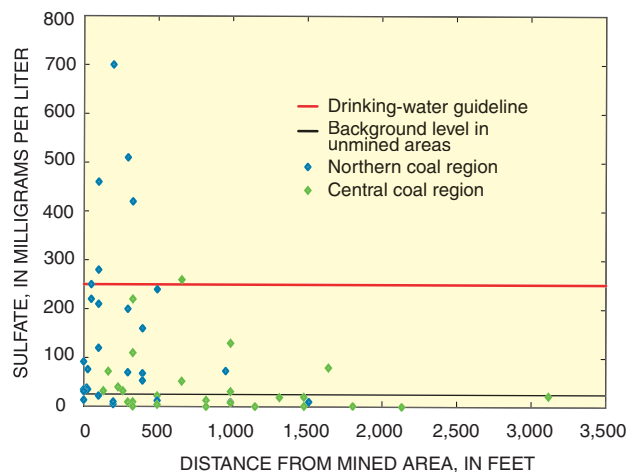 800
700
600
500
400
300
200
100
0
SULFATE, IN MILLIGRAMS PER LITER
Drinking-water guideline
Background level in
unmined areas
Northern coal region
Central coal region
0 500 1,000 1,500 2,000 2,500 3,000 3,500
DISTANCE FROM MINED AREA, IN FEET